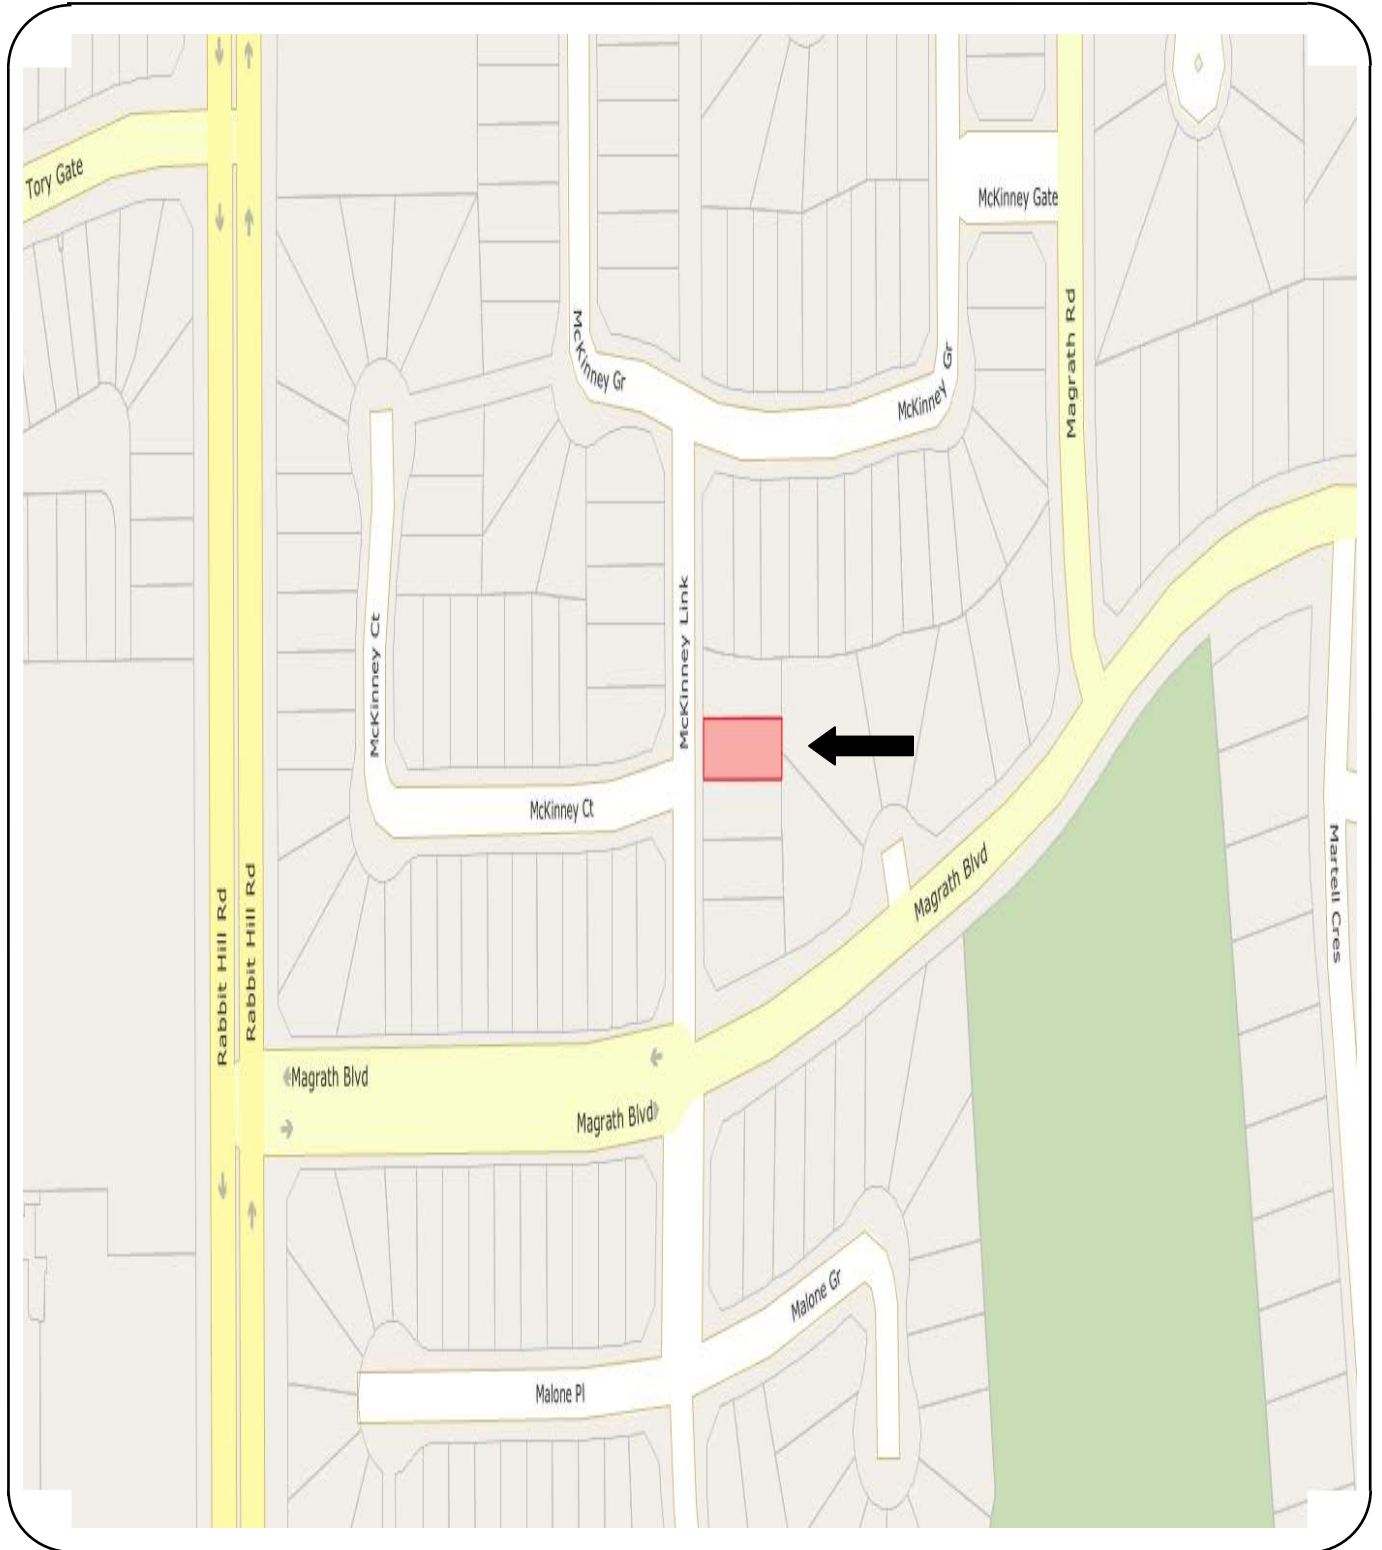 Tory Gate
McKinney Gate
McKinney Gr
McKinney Gr
Magrath Rd
McKinney Ct
McKinney Link
McKinney Ct
Magrath Blvd
Martell Cres
Rabbit Hill Rd
Rabbit Hill Rd
Magrath Blvd
Magrath Blvd
Malone Gr
Malone Pl